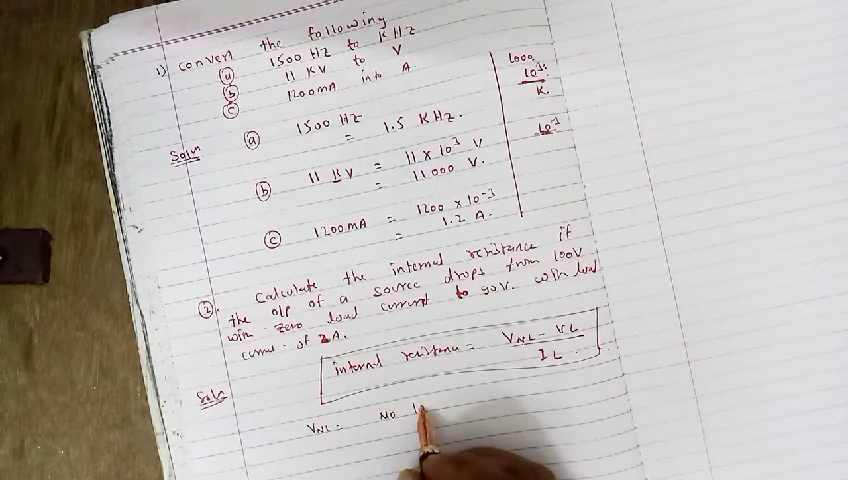 1) Convert the following
(a) 1500 HZ to KHZ
(b) 11 KV to V
(c) 1200mA into A
1000
10³
K.
10⁻³
Soln (a) 1500 HZ
= 1.5 KHZ.
(b) 11 KV = 11 x 10³ V
= 11000 V.
(c) 1200mA = 1200 x 10⁻³
= 1.2 A.
(2). Calculate the internal resistance if
the o/p of a source drops from 100V
with zero load current to 90V. with load
curren- of 2A.
Soln internal resistance = VNL - VL / IL
VNL = No l